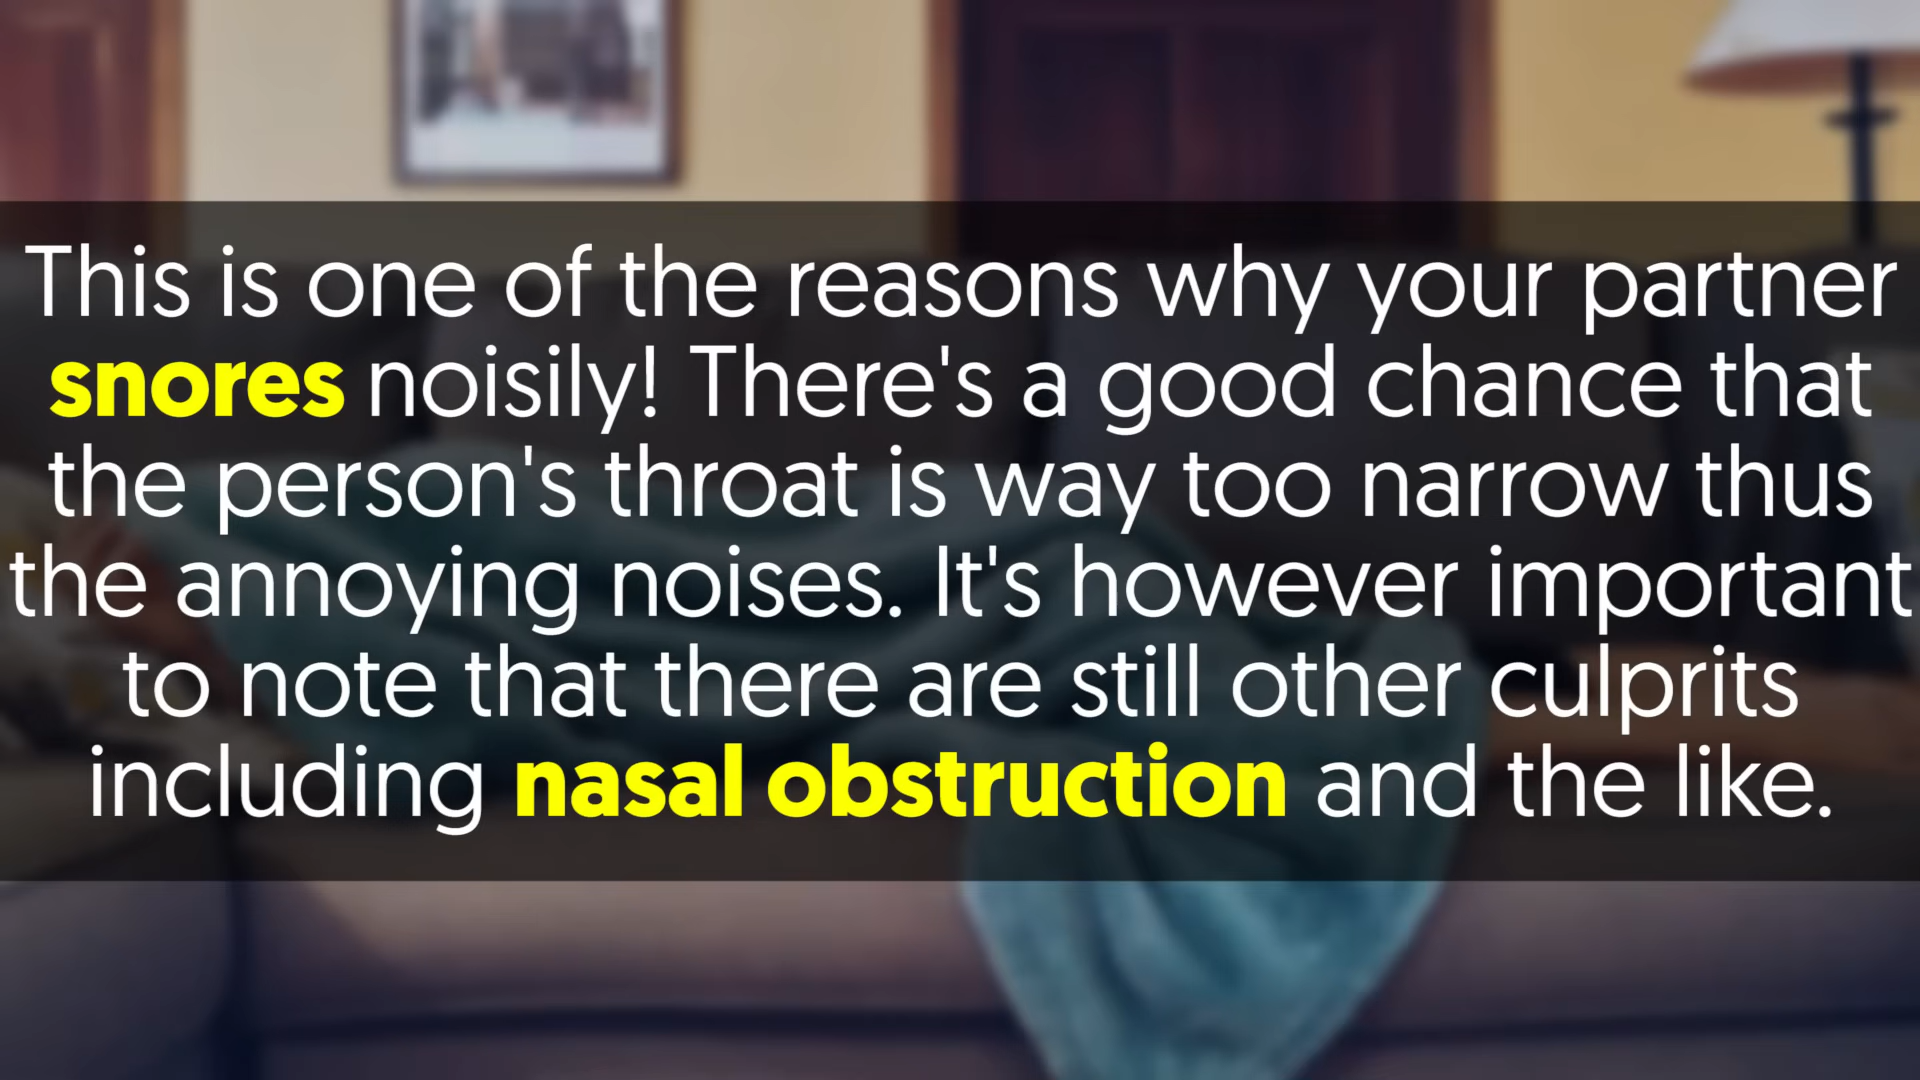 This is one of the reasons why your partner
snores noisily! There's a good chance that
the person's throat is way too narrow thus
the annoying noises. It's however important
to note that there are still other culprits
including nasal obstruction and the like.